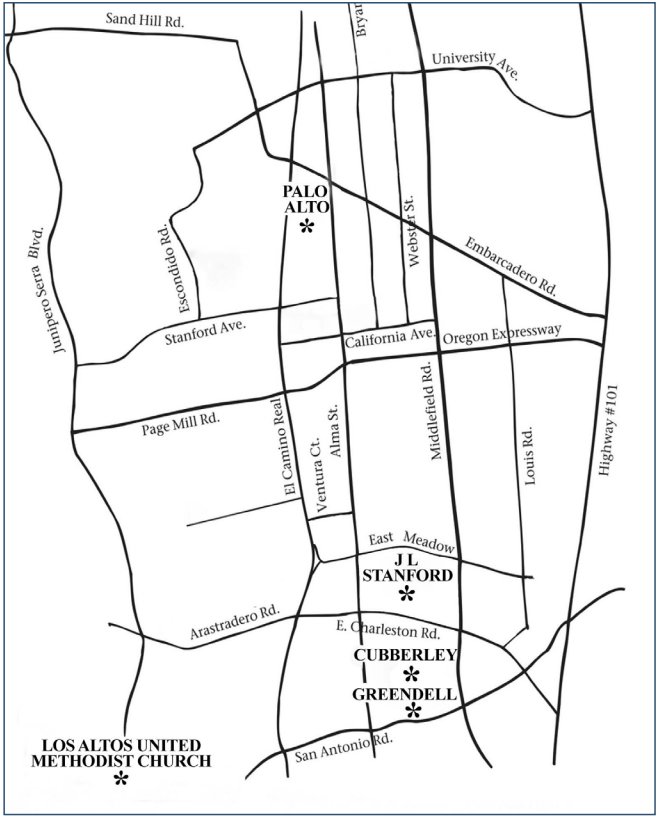 Sand Hill Rd.
Bryan
University Ave.
PALO
ALTO
Webster St.
Junipero Serra Blvd.
Escondido Rd.
Embarcadero Rd.
Stanford Ave.
California Ave.
Oregon Expressway
Page Mill Rd.
El Camino Real
Ventura Ct.
Alma St.
Middlefield Rd.
Louis Rd.
Highway #101
East Meadow
J L
STANFORD
Arastradero Rd.
E. Charleston Rd.
CUBBERLEY
GREENDELL
LOS ALTOS UNITED
METHODIST CHURCH
San Antonio Rd.